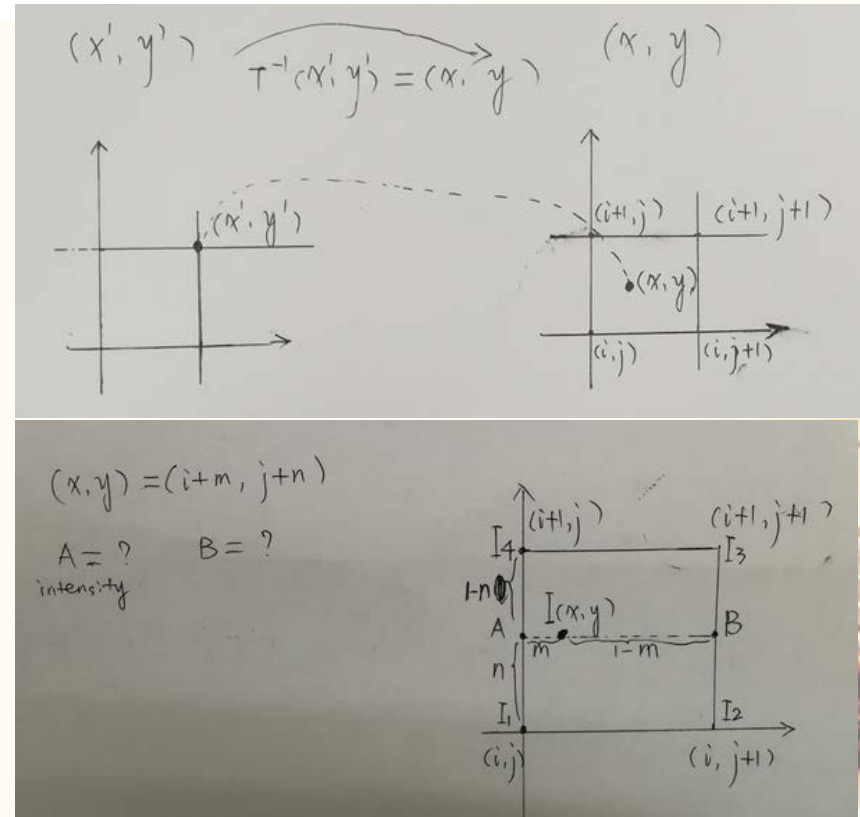 (x', y')
T⁻¹(x', y') = (x, y)
(x, y)
(x', y')
(i+1, j)
(i+1, j+1)
(x, y)
(i, j)
(i, j+1)
(x, y) = (i+m, j+n)
A = ? B = ?
intensity
(i+1, j)
(i+1, j+1)
I4
I3
1-n
I(x, y)
A
B
m
1-m
n
I1
I2
(i, j)
(i, j+1)